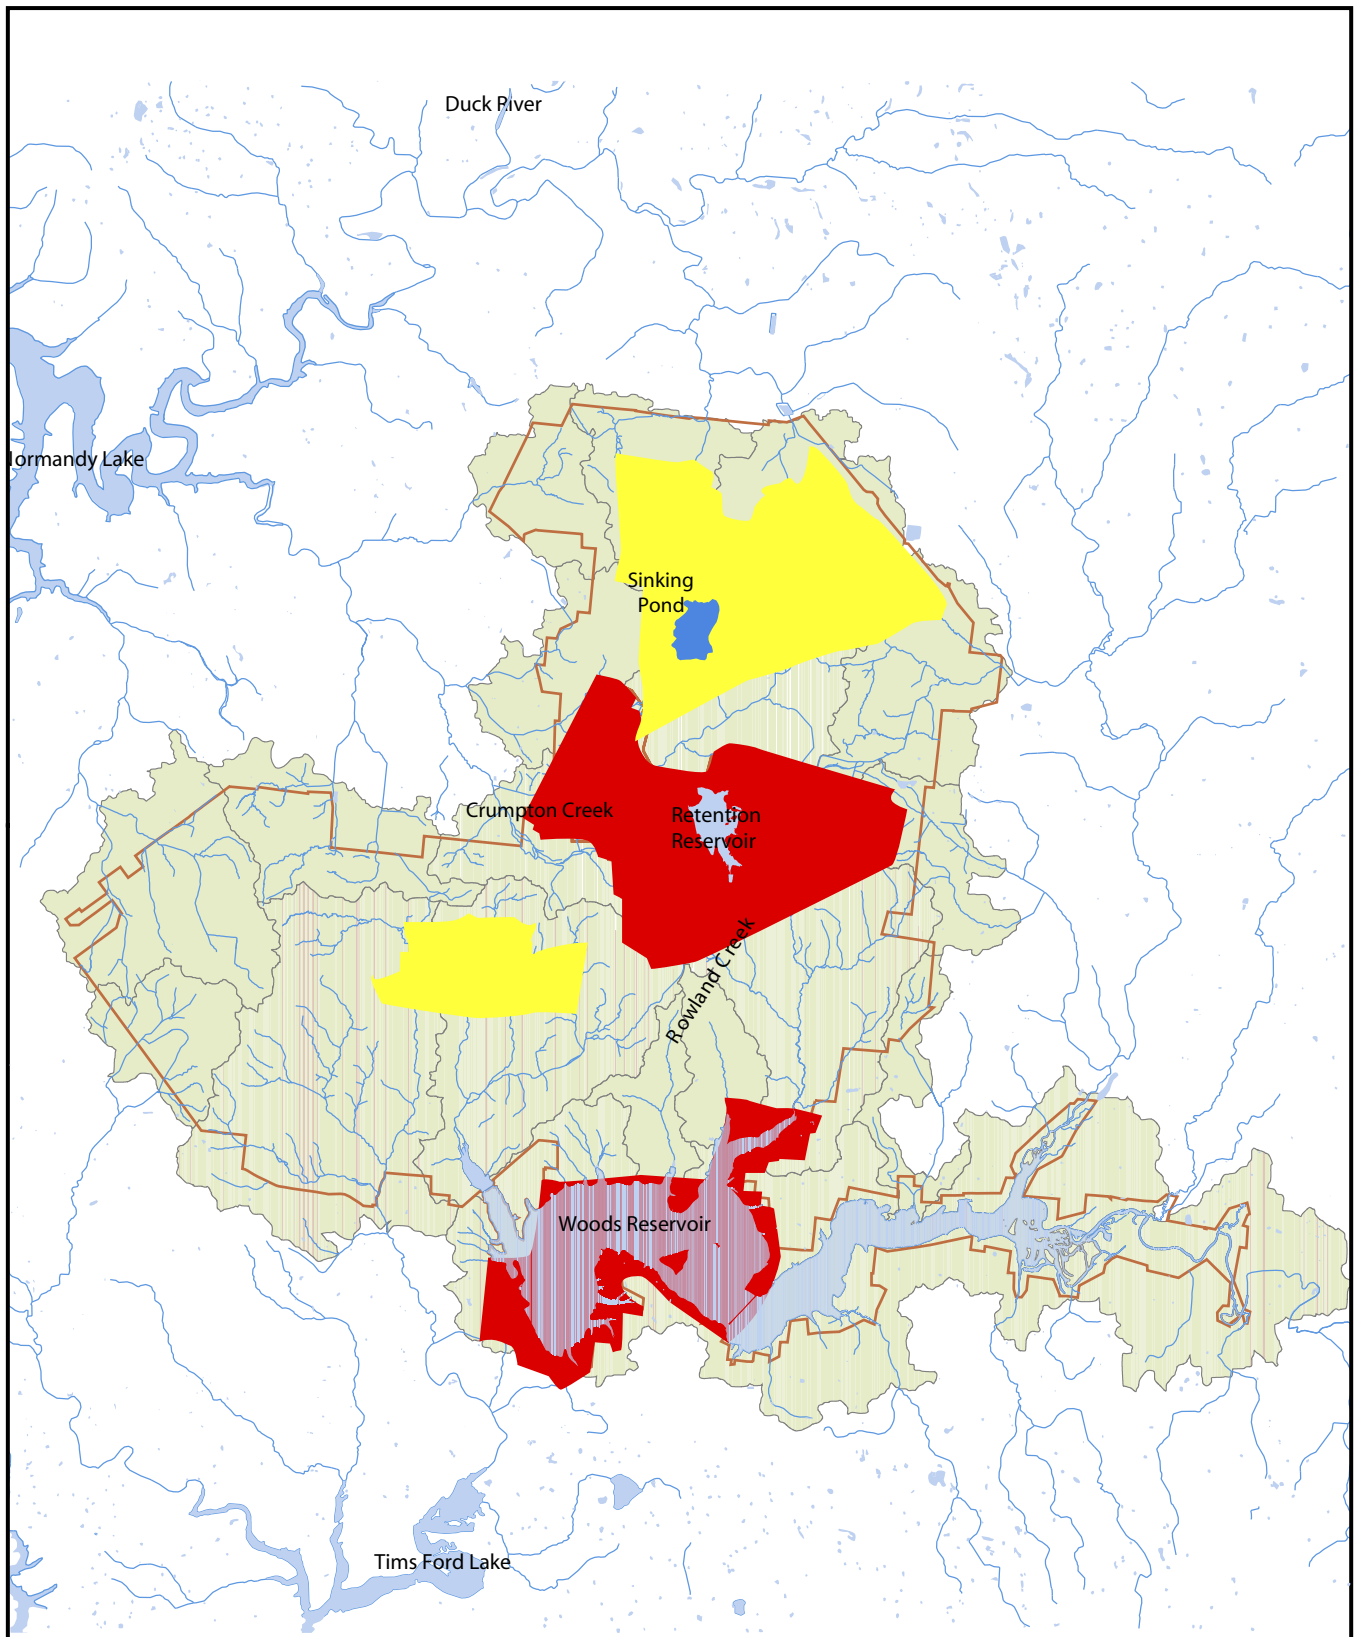 Duck River
Normandy Lake
Sinking
Pond
Crumpton Creek
Retention
Reservoir
Rowland Creek
Woods Reservoir
Tims Ford Lake